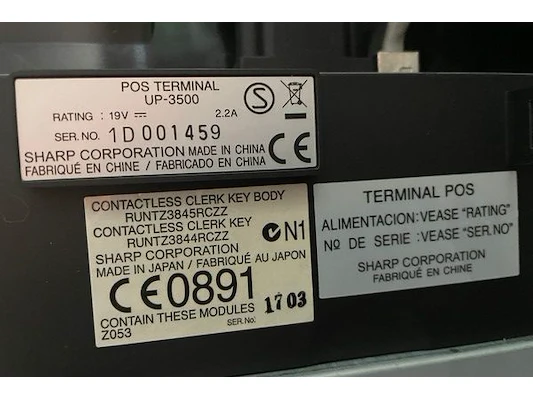 POS TERMINAL
UP-3500
RATING : 19V ⎓ 2.2A
SER. NO. 1D 001459
SHARP CORPORATION MADE IN CHINA
FABRIQUÉ EN CHINE / FABRICADO EN CHINA
CE
CONTACTLESS CLERK KEY BODY
RUNTZ3845RCZZ
CONTACTLESS CLERK KEY
RUNTZ3844RCZZ
SHARP CORPORATION
MADE IN JAPAN / FABRIQUÉ AU JAPON
N1
CE0891
CONTAIN THESE MODULES
Z053
SER.No. 1703
TERMINAL POS
ALIMENTACION:VEASE "RATING"
Nº DE SERIE :VEASE "SER.NO"
SHARP CORPORATION
FABRIQUÉ EN CHINE